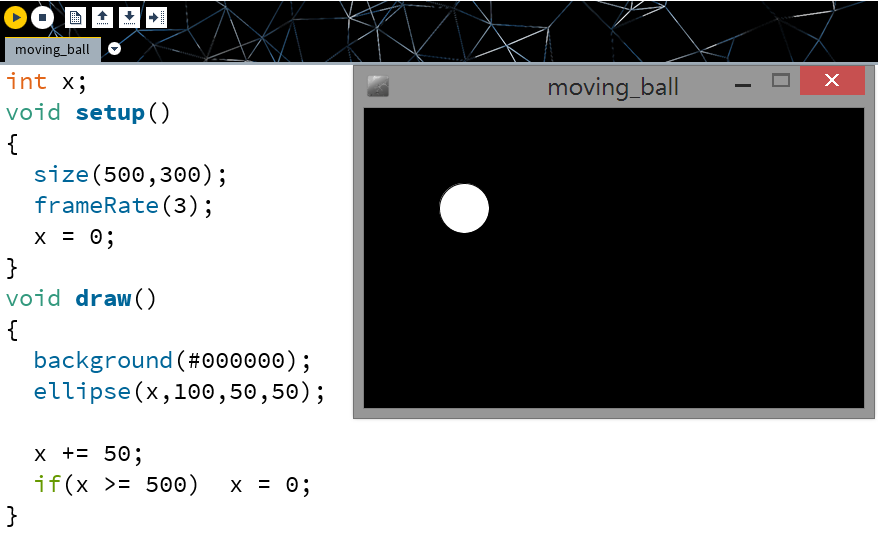 moving_ball
int x;
void setup()
{
  size(500,300);
  frameRate(3);
  x = 0;
}
void draw()
{
  background(#000000);
  ellipse(x,100,50,50);

  x += 50;
  if(x >= 500)  x = 0;
}
moving_ball